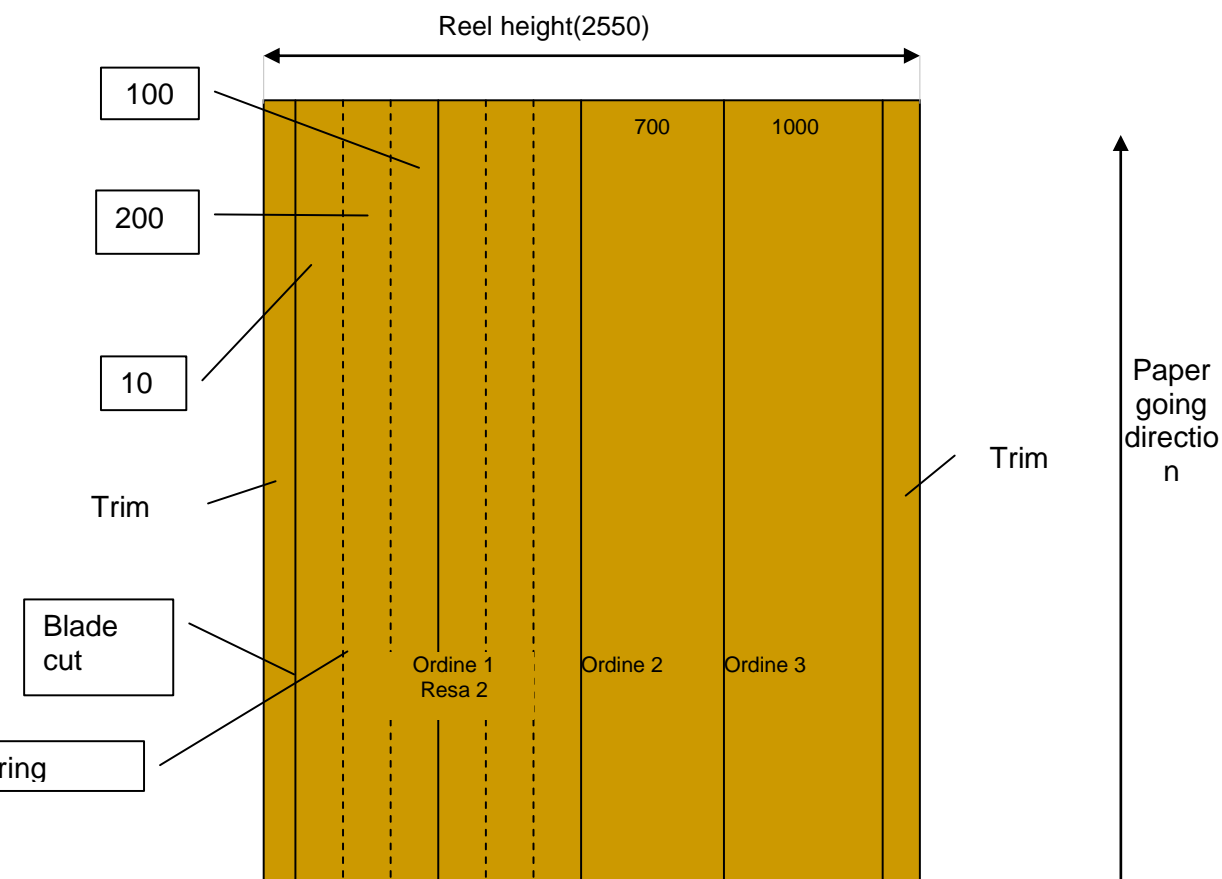 Reel height(2550)
100
700
1000
200
10
Paper
going
directio
n
Trim
Trim
Blade
cut
Ordine 1
Resa 2
Ordine 2
Ordine 3
ring